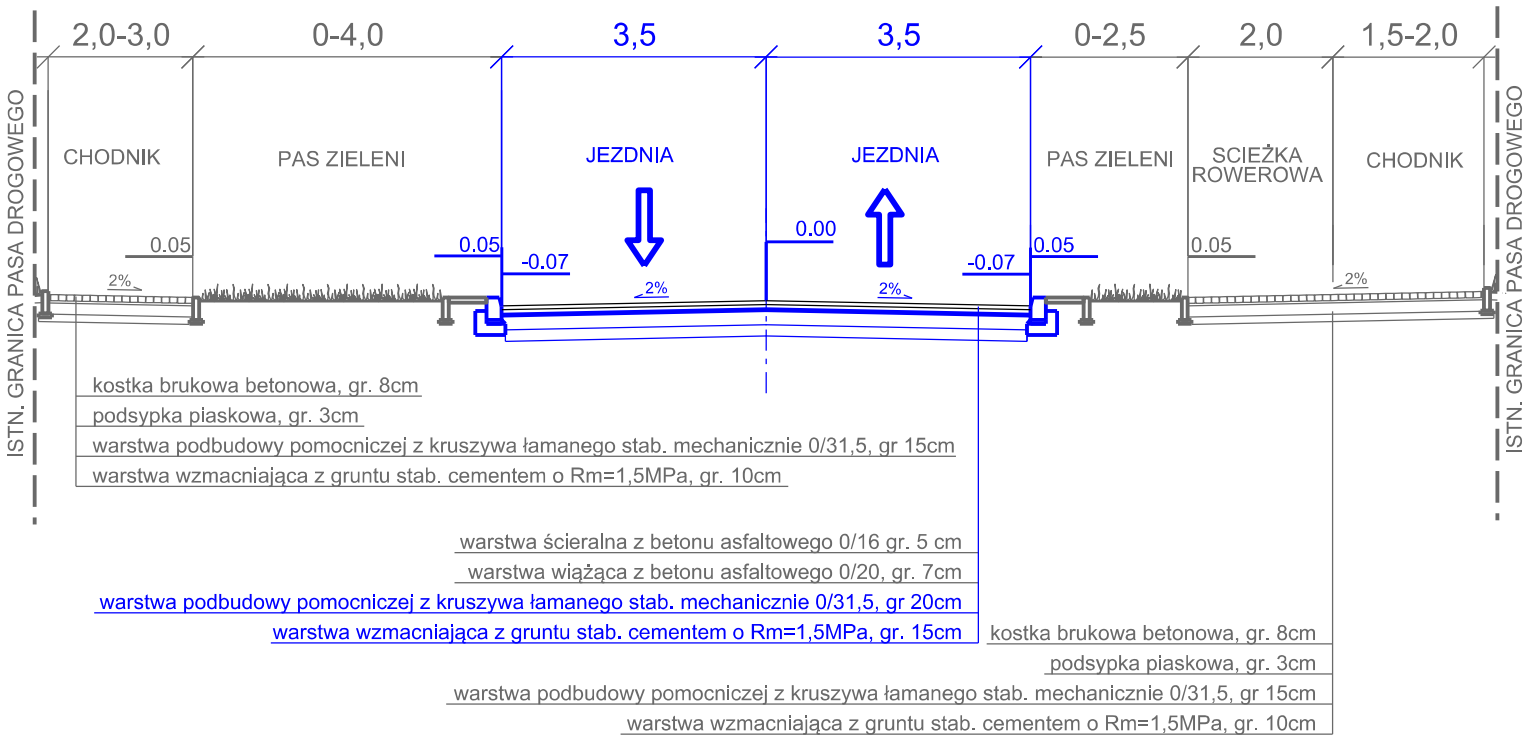 2,0-3,0
0-4,0
3,5
3,5
0-2,5
2,0
1,5-2,0
ISTN. GRANICA PASA DROGOWEGO
CHODNIK
PAS ZIELENI
JEZDNIA
JEZDNIA
PAS ZIELENI
SCIEŻKA
ROWEROWA
CHODNIK
ISTN. GRANICA PASA DROGOWEGO
0.05
0.05
-0.07
0.00
-0.07
0.05
0.05
2%
2%
2%
2%
kostka brukowa betonowa, gr. 8cm
podsypka piaskowa, gr. 3cm
warstwa podbudowy pomocniczej z kruszywa łamanego stab. mechanicznie 0/31,5, gr 15cm
warstwa wzmacniająca z gruntu stab. cementem o Rm=1,5MPa, gr. 10cm
warstwa ścieralna z betonu asfaltowego 0/16 gr. 5 cm
warstwa wiążąca z betonu asfaltowego 0/20, gr. 7cm
warstwa podbudowy pomocniczej z kruszywa łamanego stab. mechanicznie 0/31,5, gr 20cm
warstwa wzmacniająca z gruntu stab. cementem o Rm=1,5MPa, gr. 15cm
kostka brukowa betonowa, gr. 8cm
podsypka piaskowa, gr. 3cm
warstwa podbudowy pomocniczej z kruszywa łamanego stab. mechanicznie 0/31,5, gr 15cm
warstwa wzmacniająca z gruntu stab. cementem o Rm=1,5MPa, gr. 10cm